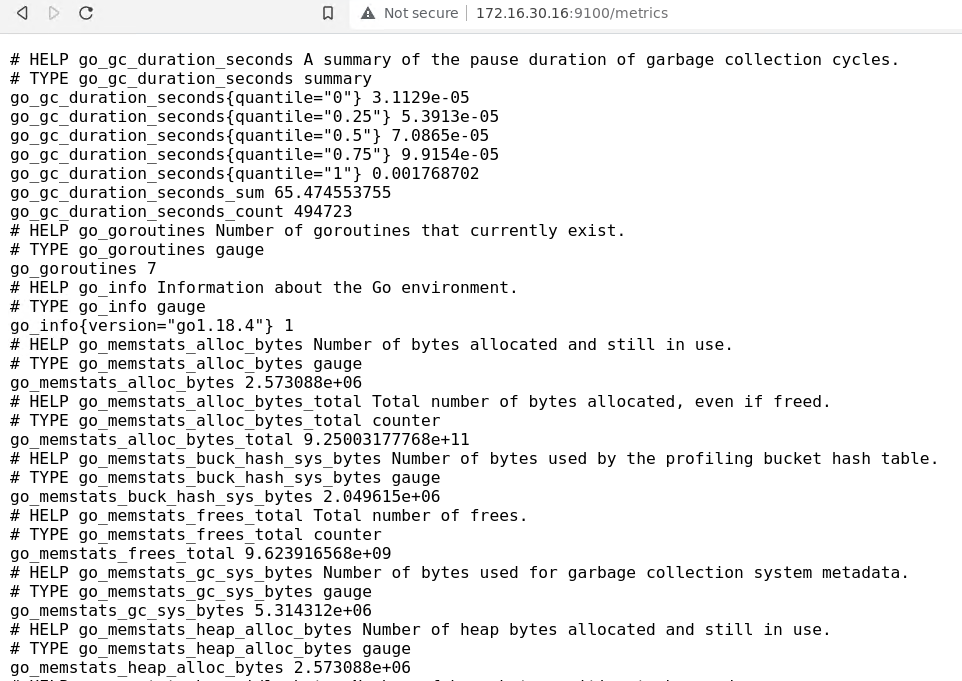 Not secure 172.16.30.16:9100/metrics
# HELP go_gc_duration_seconds A summary of the pause duration of garbage collection cycles.
# TYPE go_gc_duration_seconds summary
go_gc_duration_seconds{quantile="0"} 3.1129e-05
go_gc_duration_seconds{quantile="0.25"} 5.3913e-05
go_gc_duration_seconds{quantile="0.5"} 7.0865e-05
go_gc_duration_seconds{quantile="0.75"} 9.9154e-05
go_gc_duration_seconds{quantile="1"} 0.001768702
go_gc_duration_seconds_sum 65.474553755
go_gc_duration_seconds_count 494723
# HELP go_goroutines Number of goroutines that currently exist.
# TYPE go_goroutines gauge
go_goroutines 7
# HELP go_info Information about the Go environment.
# TYPE go_info gauge
go_info{version="go1.18.4"} 1
# HELP go_memstats_alloc_bytes Number of bytes allocated and still in use.
# TYPE go_memstats_alloc_bytes gauge
go_memstats_alloc_bytes 2.573088e+06
# HELP go_memstats_alloc_bytes_total Total number of bytes allocated, even if freed.
# TYPE go_memstats_alloc_bytes_total counter
go_memstats_alloc_bytes_total 9.25003177768e+11
# HELP go_memstats_buck_hash_sys_bytes Number of bytes used by the profiling bucket hash table.
# TYPE go_memstats_buck_hash_sys_bytes gauge
go_memstats_buck_hash_sys_bytes 2.049615e+06
# HELP go_memstats_frees_total Total number of frees.
# TYPE go_memstats_frees_total counter
go_memstats_frees_total 9.623916568e+09
# HELP go_memstats_gc_sys_bytes Number of bytes used for garbage collection system metadata.
# TYPE go_memstats_gc_sys_bytes gauge
go_memstats_gc_sys_bytes 5.314312e+06
# HELP go_memstats_heap_alloc_bytes Number of heap bytes allocated and still in use.
# TYPE go_memstats_heap_alloc_bytes gauge
go_memstats_heap_alloc_bytes 2.573088e+06